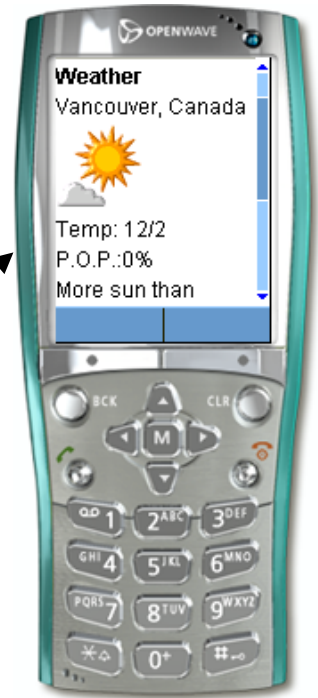 OPENWAVE
Weather
Vancouver, Canada
Temp: 12/2
P.O.P.:0%
More sun than
BCK
CLR
M
1
2ABC
3DEF
GHI4
5JKL
6MNO
PQRS7
8TUV
9WXYZ
*
0+
#